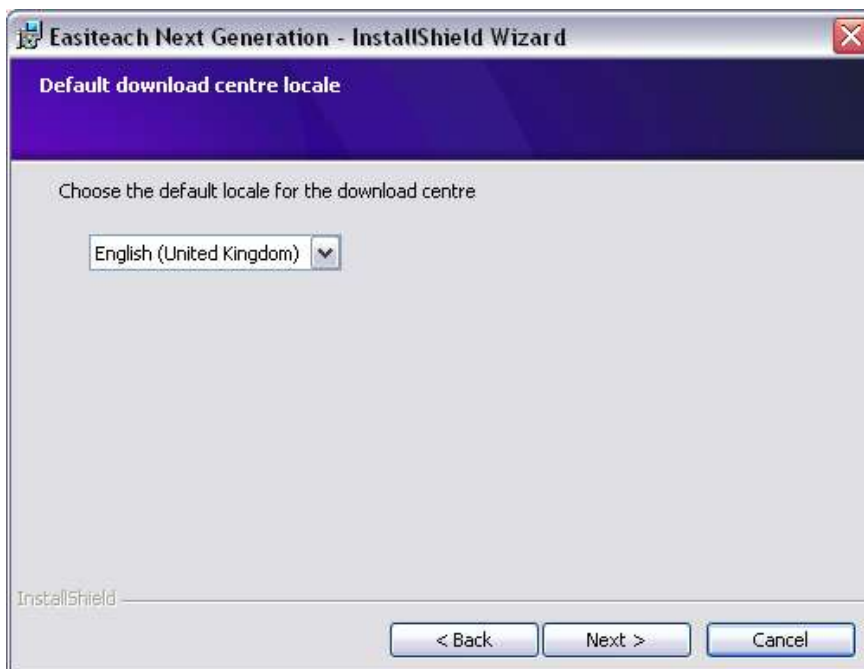 Easiteach Next Generation - InstallShield Wizard
Default download centre locale
Choose the default locale for the download centre
English (United Kingdom)
InstallShield
< Back Next > Cancel